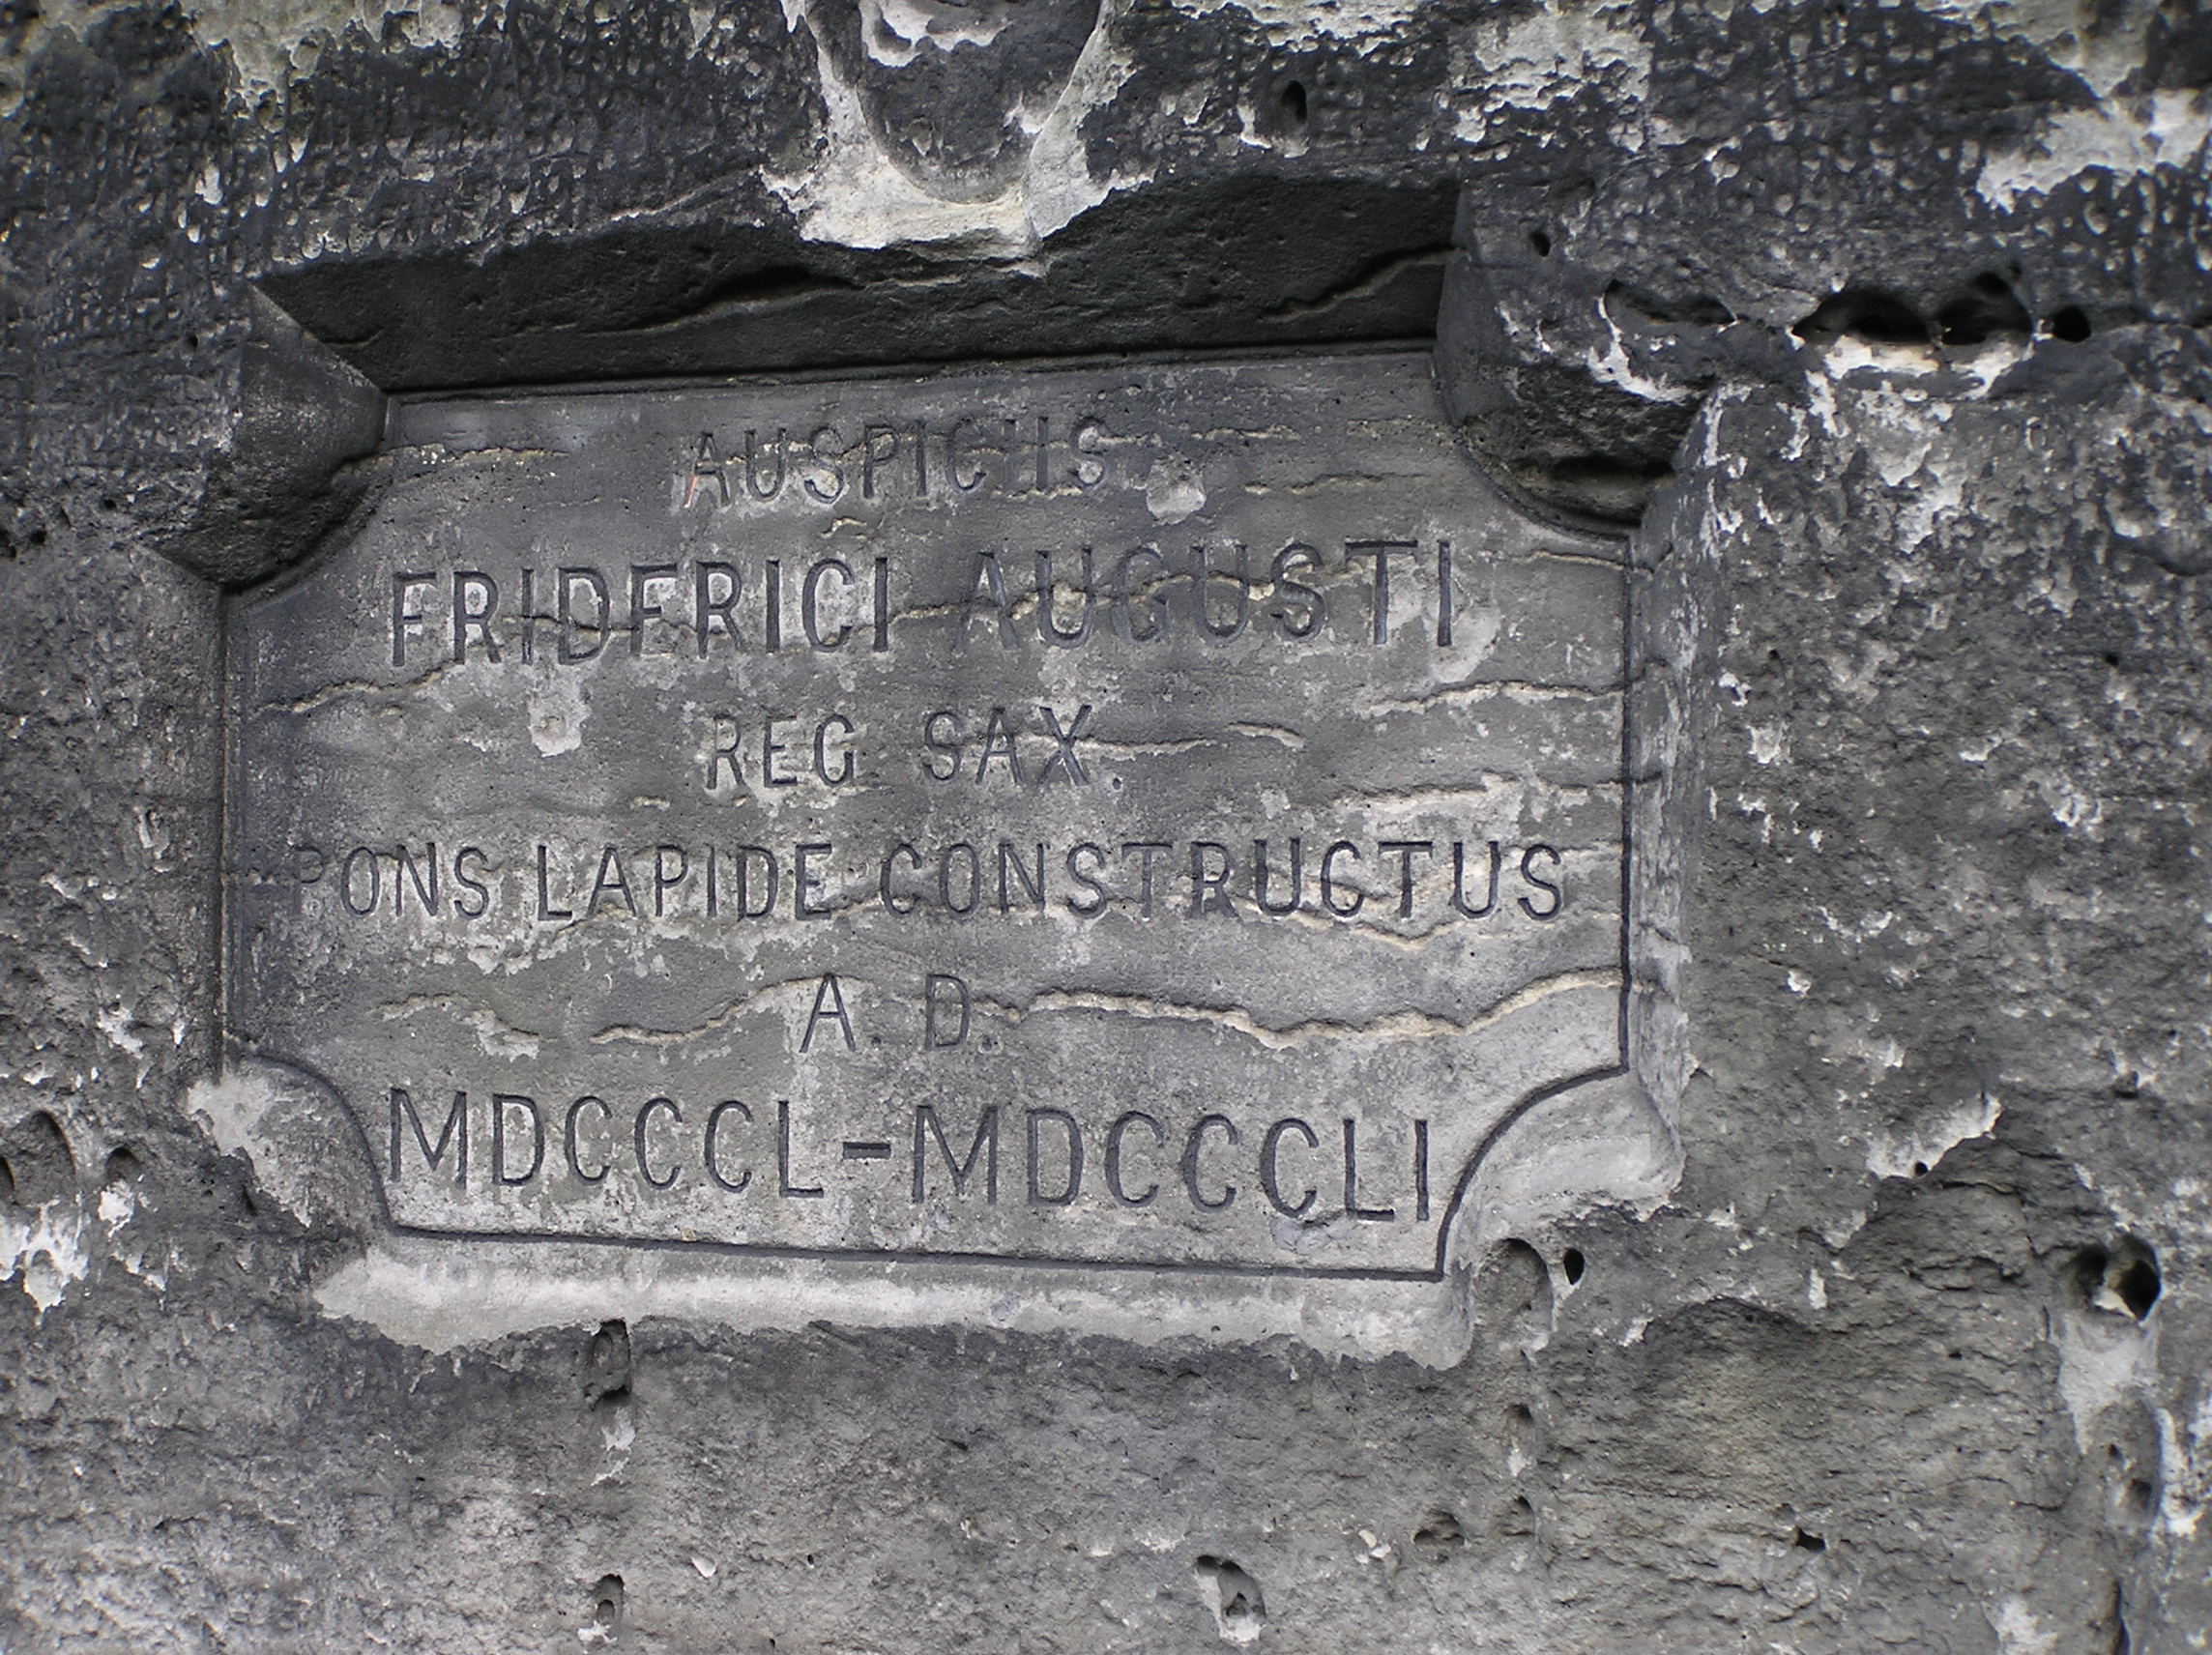 AUSPICIIS
FRIDERICI AUGUSTI
REG SAX
PONS LAPIDE CONSTRUCTUS
A. D.
MDCCCL-MDCCCLI